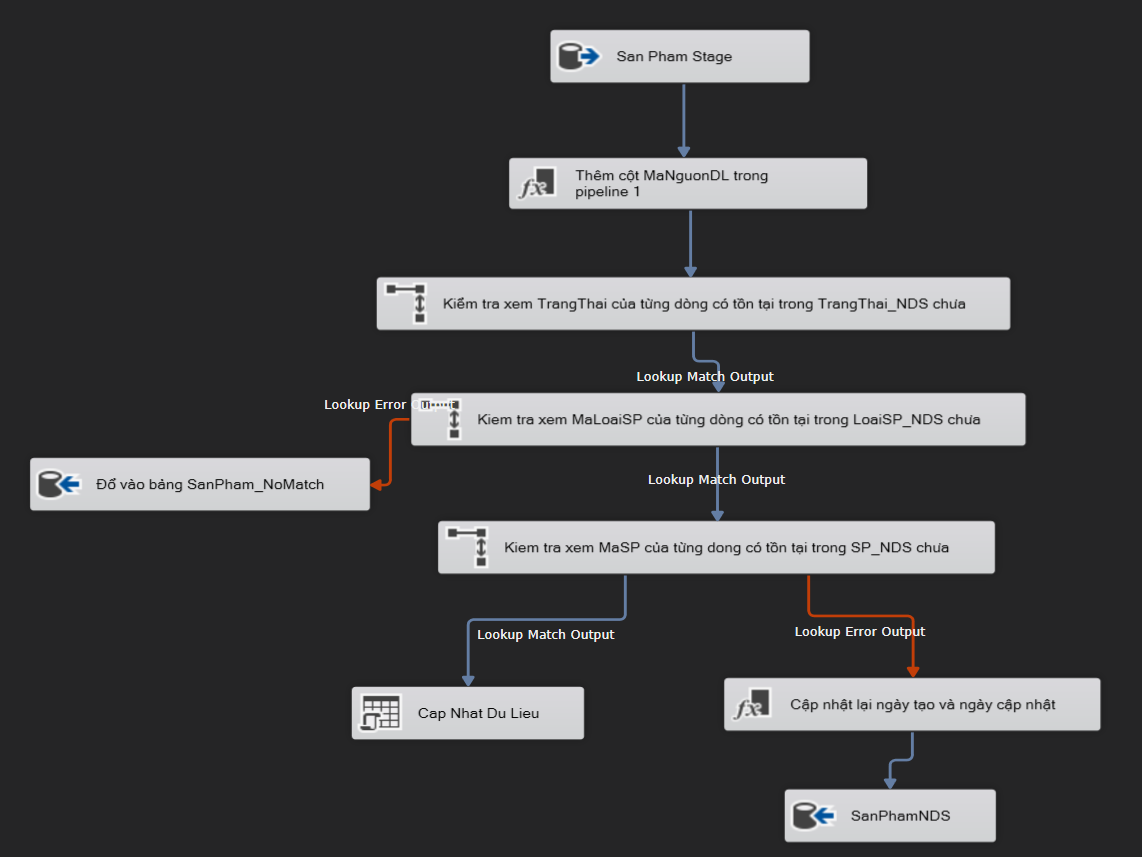 San Pham Stage
Thêm cột MaNguonDL trong
pipeline 1
Kiểm tra xem TrangThai của từng dòng có tồn tại trong TrangThai_NDS chưa
Lookup Match Output
Lookup Error Output
Kiem tra xem MaLoaiSP của từng dòng có tồn tại trong LoaiSP_NDS chưa
Lookup Match Output
Đổ vào bảng SanPham_NoMatch
Kiem tra xem MaSP của từng dong có tồn tại trong SP_NDS chưa
Lookup Match Output
Lookup Error Output
Cap Nhat Du Lieu
Cập nhật lại ngày tạo và ngày cập nhật
SanPhamNDS